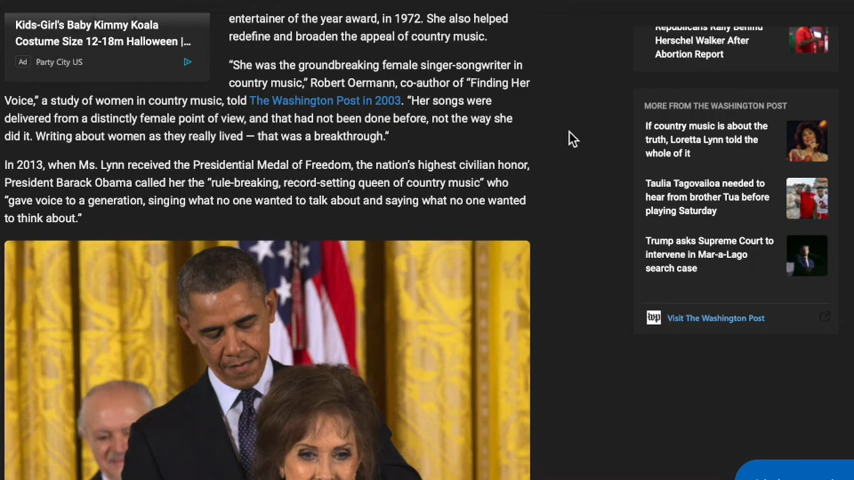 Kids-Girl's Baby Kimmy Koala
Costume Size 12-18m Halloween |...
Ad Party City US
entertainer of the year award, in 1972. She also helped
redefine and broaden the appeal of country music.
“She was the groundbreaking female singer-songwriter in
country music,” Robert Oermann, co-author of “Finding Her
Voice,” a study of women in country music, told The Washington Post in 2003. “Her songs were
delivered from a distinctly female point of view, and that had not been done before, not the way she
did it. Writing about women as they really lived — that was a breakthrough.”
In 2013, when Ms. Lynn received the Presidential Medal of Freedom, the nation’s highest civilian honor,
President Barack Obama called her the “rule-breaking, record-setting queen of country music” who
“gave voice to a generation, singing what no one wanted to talk about and saying what no one wanted
to think about.”
Republicans Rally Behind
Herschel Walker After
Abortion Report
MORE FROM THE WASHINGTON POST
If country music is about the
truth, Loretta Lynn told the
whole of it
Taulia Tagovailoa needed to
hear from brother Tua before
playing Saturday
Trump asks Supreme Court to
intervene in Mar-a-Lago
search case
wp Visit The Washington Post